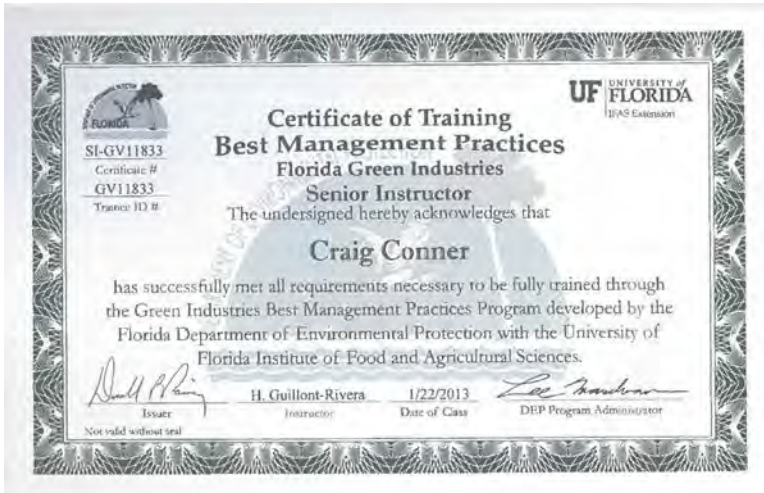 FLORIDA
SI-GV11833
Certificate #
GV11833
Trainee ID #
UF UNIVERSITY of FLORIDA
IFAS Extension
Certificate of Training
Best Management Practices
Florida Green Industries
Senior Instructor
The undersigned hereby acknowledges that
Craig Conner
has successfully met all requirements necessary to be fully trained through
the Green Industries Best Management Practices Program developed by the
Florida Department of Environmental Protection with the University of
Florida Institute of Food and Agricultural Sciences.
H. Guillont-Rivera 1/22/2013
Issuer Instructor Date of Class DEP Program Administrator
Not valid without seal